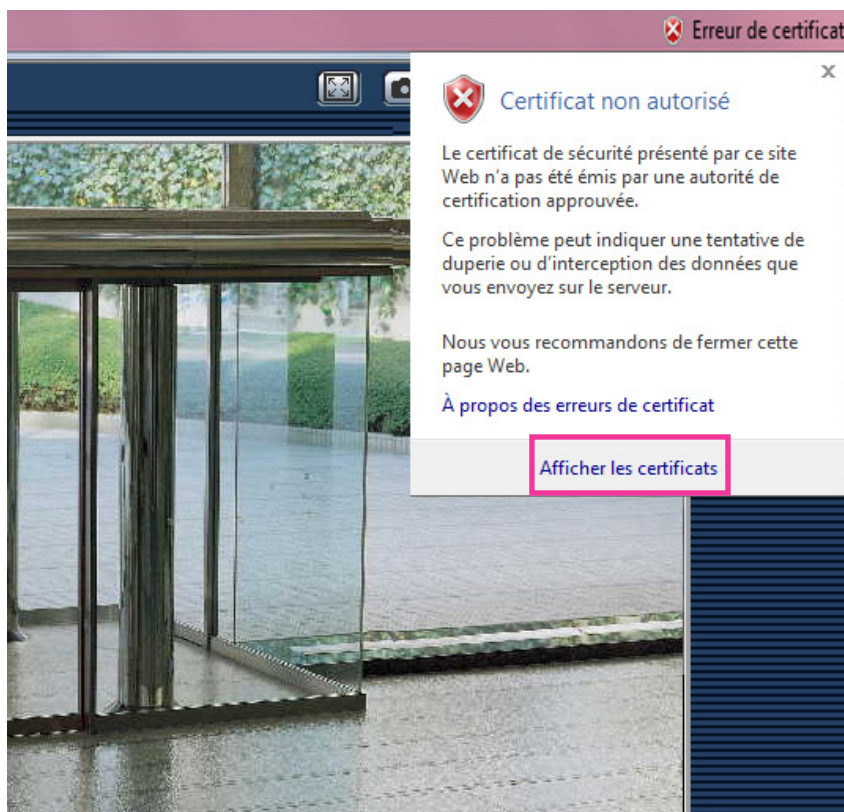 Erreur de certificat
Certificat non autorisé
Le certificat de sécurité présenté par ce site
Web n'a pas été émis par une autorité de
certification approuvée.
Ce problème peut indiquer une tentative de
duperie ou d'interception des données que
vous envoyez sur le serveur.
Nous vous recommandons de fermer cette
page Web.
À propos des erreurs de certificat
Afficher les certificats